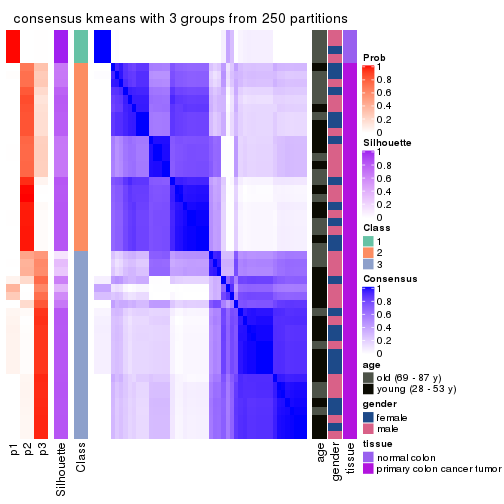 consensus kmeans with 3 groups from 250 partitions
Prob
1
0.8
0.6
0.4
0.2
0
Silhouette
1
0.8
0.6
0.4
0.2
0
Class
1
2
3
Consensus
1
0.8
0.6
0.4
0.2
0
age
old (69 - 87 y)
young (28 - 53 y)
gender
female
male
tissue
normal colon
primary colon cancer tumor
p1
p2
p3
Silhouette
Class
age
gender
tissue